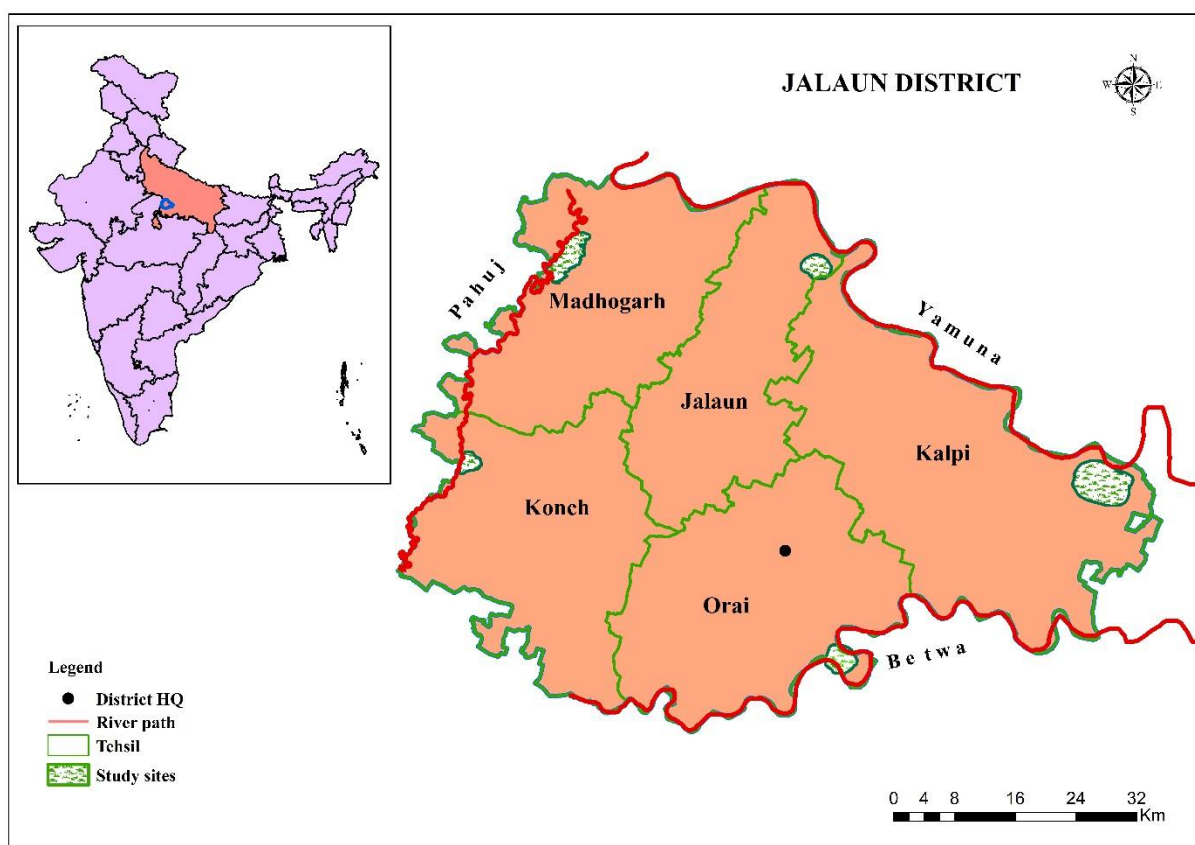 JALAUN DISTRICT
N
W E
S
Pahuj
Madhogarh
Yamuna
Jalaun
Kalpi
Konch
Orai
Betwa
Legend
District HQ
River path
Tehsil
Study sites
0 4 8 16 24 32
Km